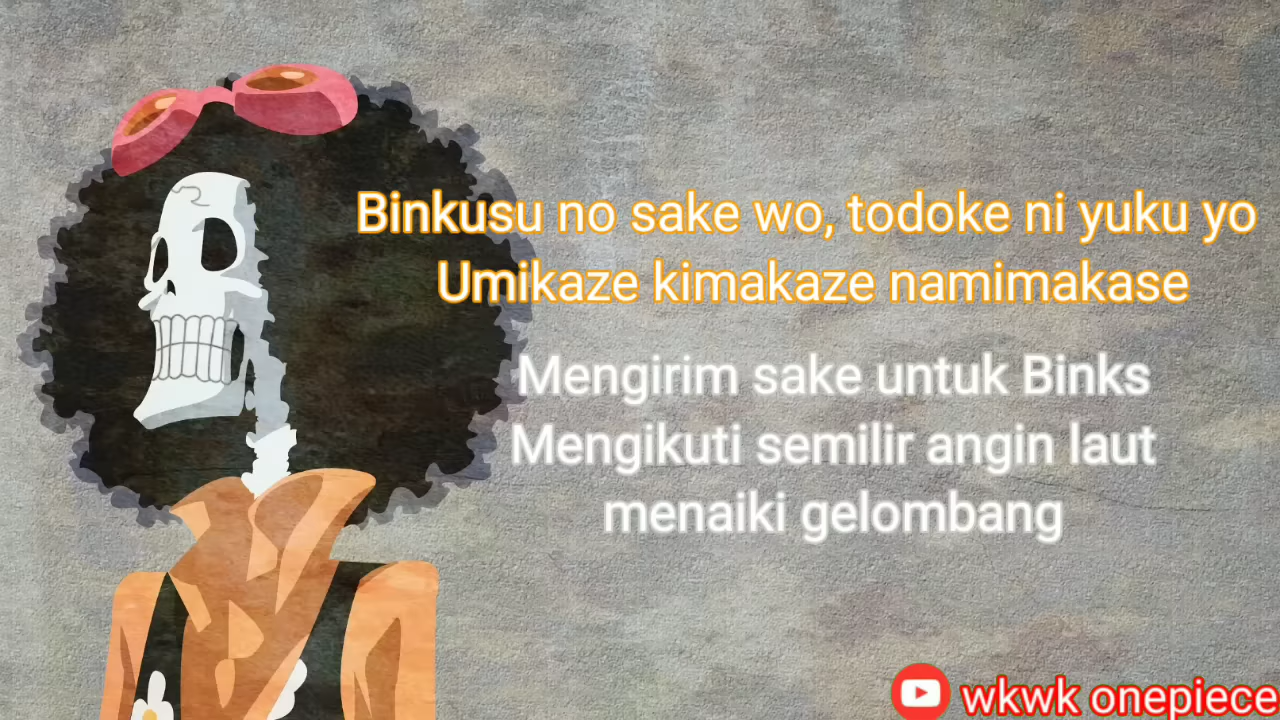 Binkusu no sake wo, todoke ni yuku yo
Umikaze kimakaze namimakase
Mengirim sake untuk Binks
Mengikuti semilir angin laut
menaiki gelombang
wkwk onepiece